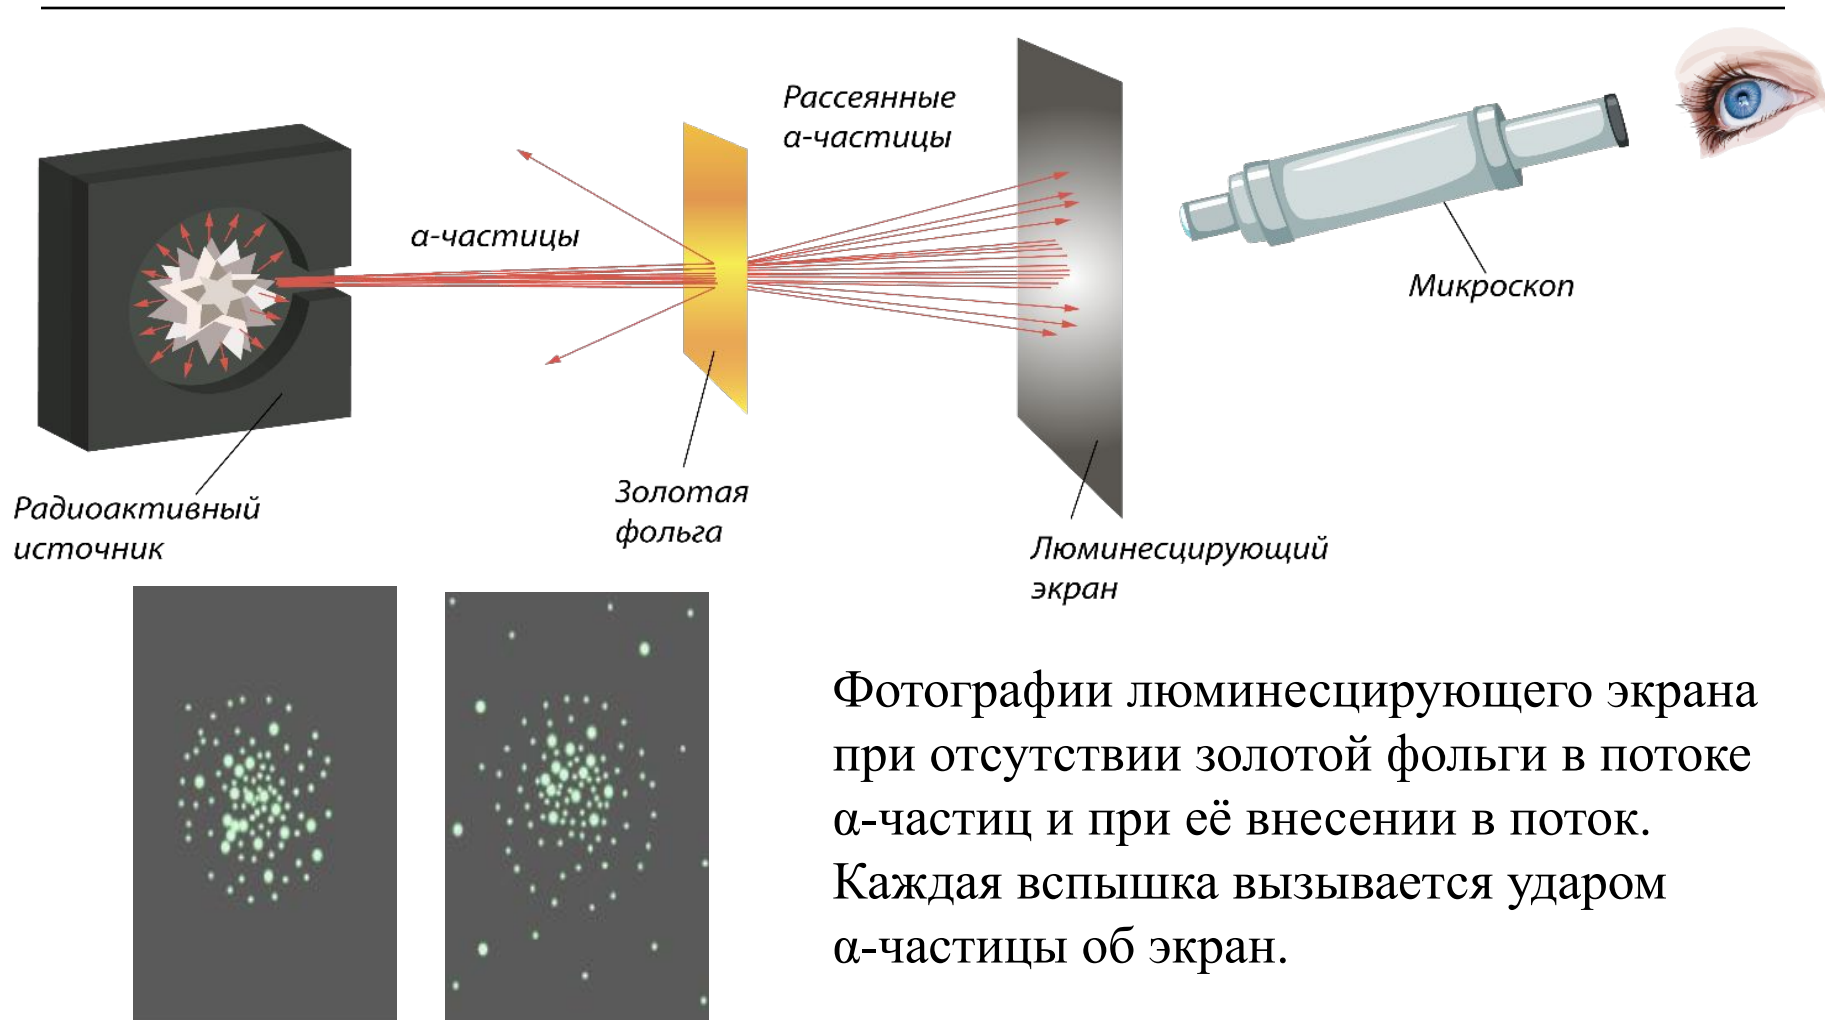 Рассеянные
α-частицы
α-частицы
Микроскоп
Золотая
фольга
Радиоактивный
источник
Люминесцирующий
экран
Фотографии люминесцирующего экрана
при отсутствии золотой фольги в потоке
α-частиц и при её внесении в поток.
Каждая вспышка вызывается ударом
α-частицы об экран.